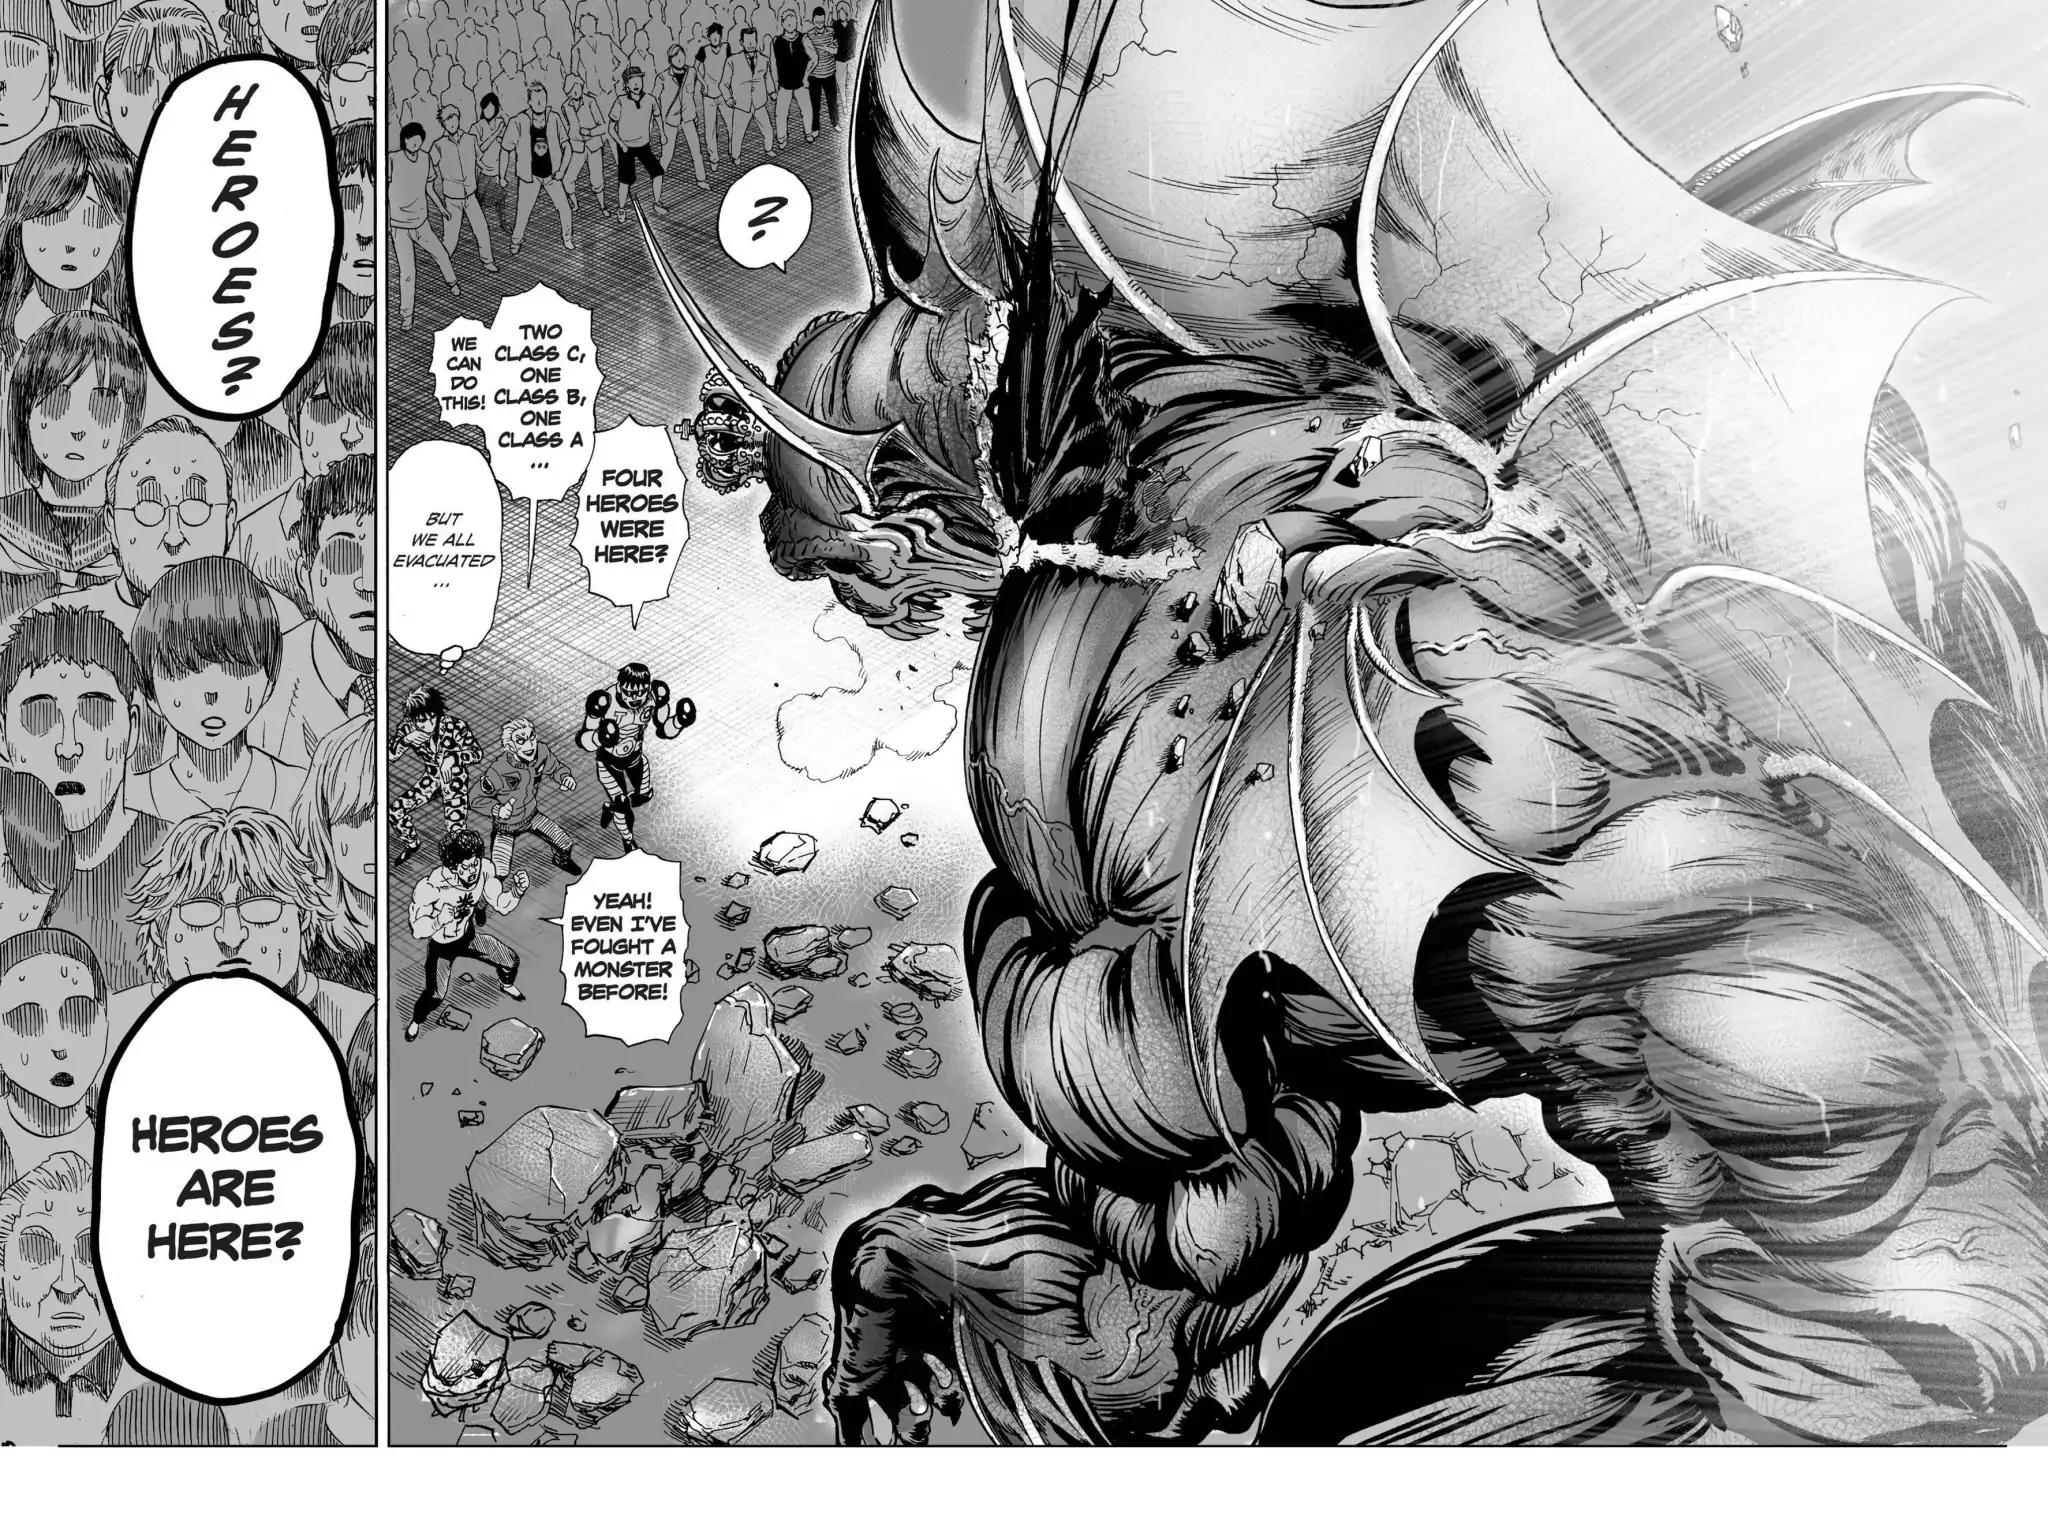 ?
FOUR
HEROES
WERE
HERE?
TWO
CLASS C,
ONE
CLASS B,
ONE
CLASS A
...
WE
CAN
DO
THIS!
YEAH!
EVEN I'VE
FOUGHT A
MONSTER
BEFORE!
BUT
WE ALL
EVACUATED
...
HEROES?
HEROES
ARE
HERE?